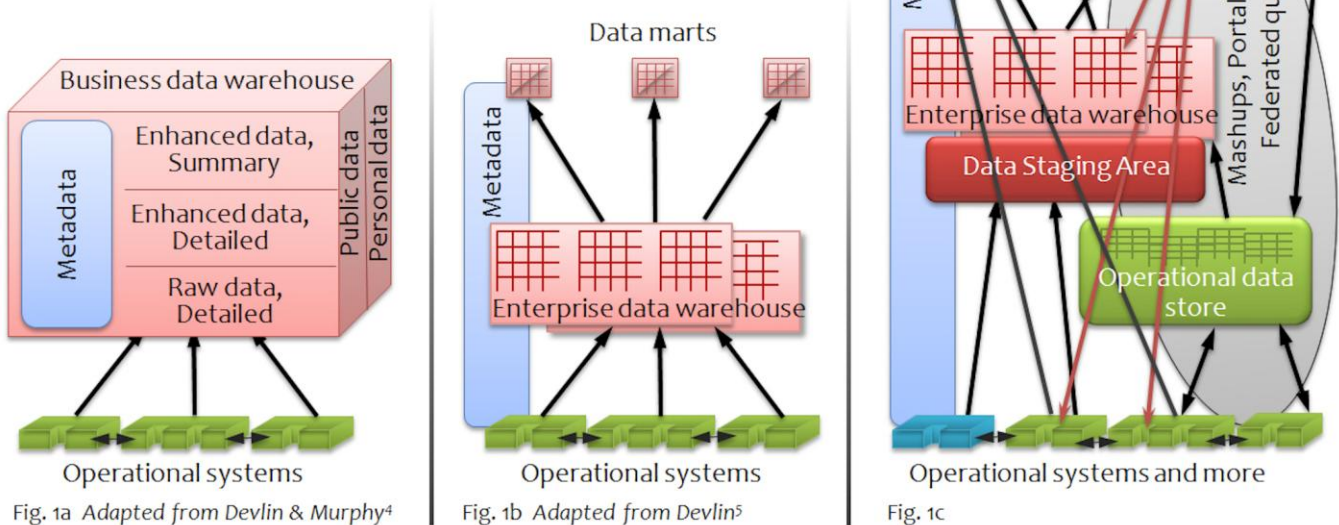 Business data warehouse
Metadata
Enhanced data,
Summary
Enhanced data,
Detailed
Raw data,
Detailed
Public data
Personal data
Operational systems
Fig. 1a Adapted from Devlin & Murphy⁴
Data marts
Metadata
Enterprise data warehouse
Operational systems
Fig. 1b Adapted from Devlin⁵
Enterprise data warehouse
Data Staging Area
Mashups, Portal
Federated qu
Operational data
store
Operational systems and more
Fig. 1c